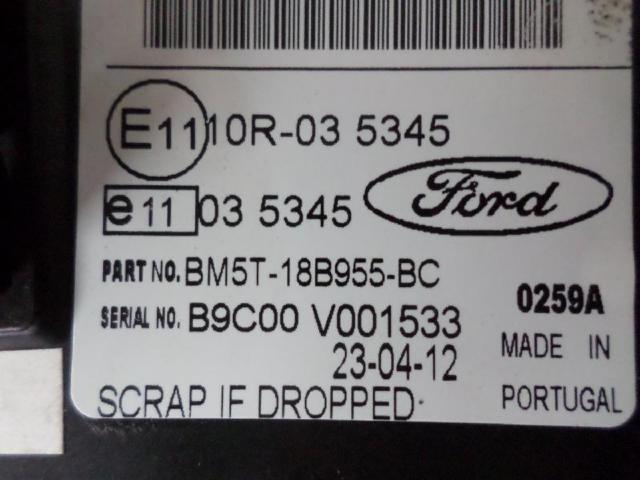 E11 10R-03 5345
e 11 03 5345
Ford
PART NO. BM5T-18B955-BC
0259A
SERIAL NO. B9C00 V001533
23-04-12
MADE IN
PORTUGAL
SCRAP IF DROPPED